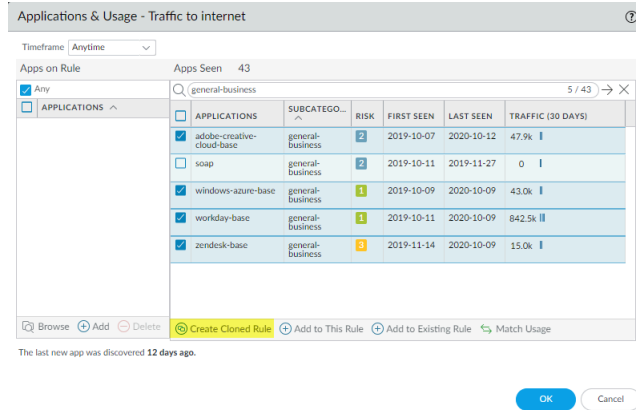 Applications & Usage - Traffic to internet
Timeframe Anytime
Apps on Rule
Apps Seen 43
Any
general-business 5 / 43
APPLICATIONS
APPLICATIONS SUBCATEGO... RISK FIRST SEEN LAST SEEN TRAFFIC (30 DAYS)
adobe-creative-cloud-base general-business 2 2019-10-07 2020-10-12 47.9k
soap general-business 2 2019-10-11 2019-11-27 0
windows-azure-base general-business 1 2019-10-09 2020-10-09 43.0k
workday-base general-business 1 2019-10-11 2020-10-09 842.5k
zendesk-base general-business 3 2019-11-14 2020-10-09 15.0k
Browse Add Delete
Create Cloned Rule Add to This Rule Add to Existing Rule Match Usage
The last new app was discovered 12 days ago.
OK Cancel